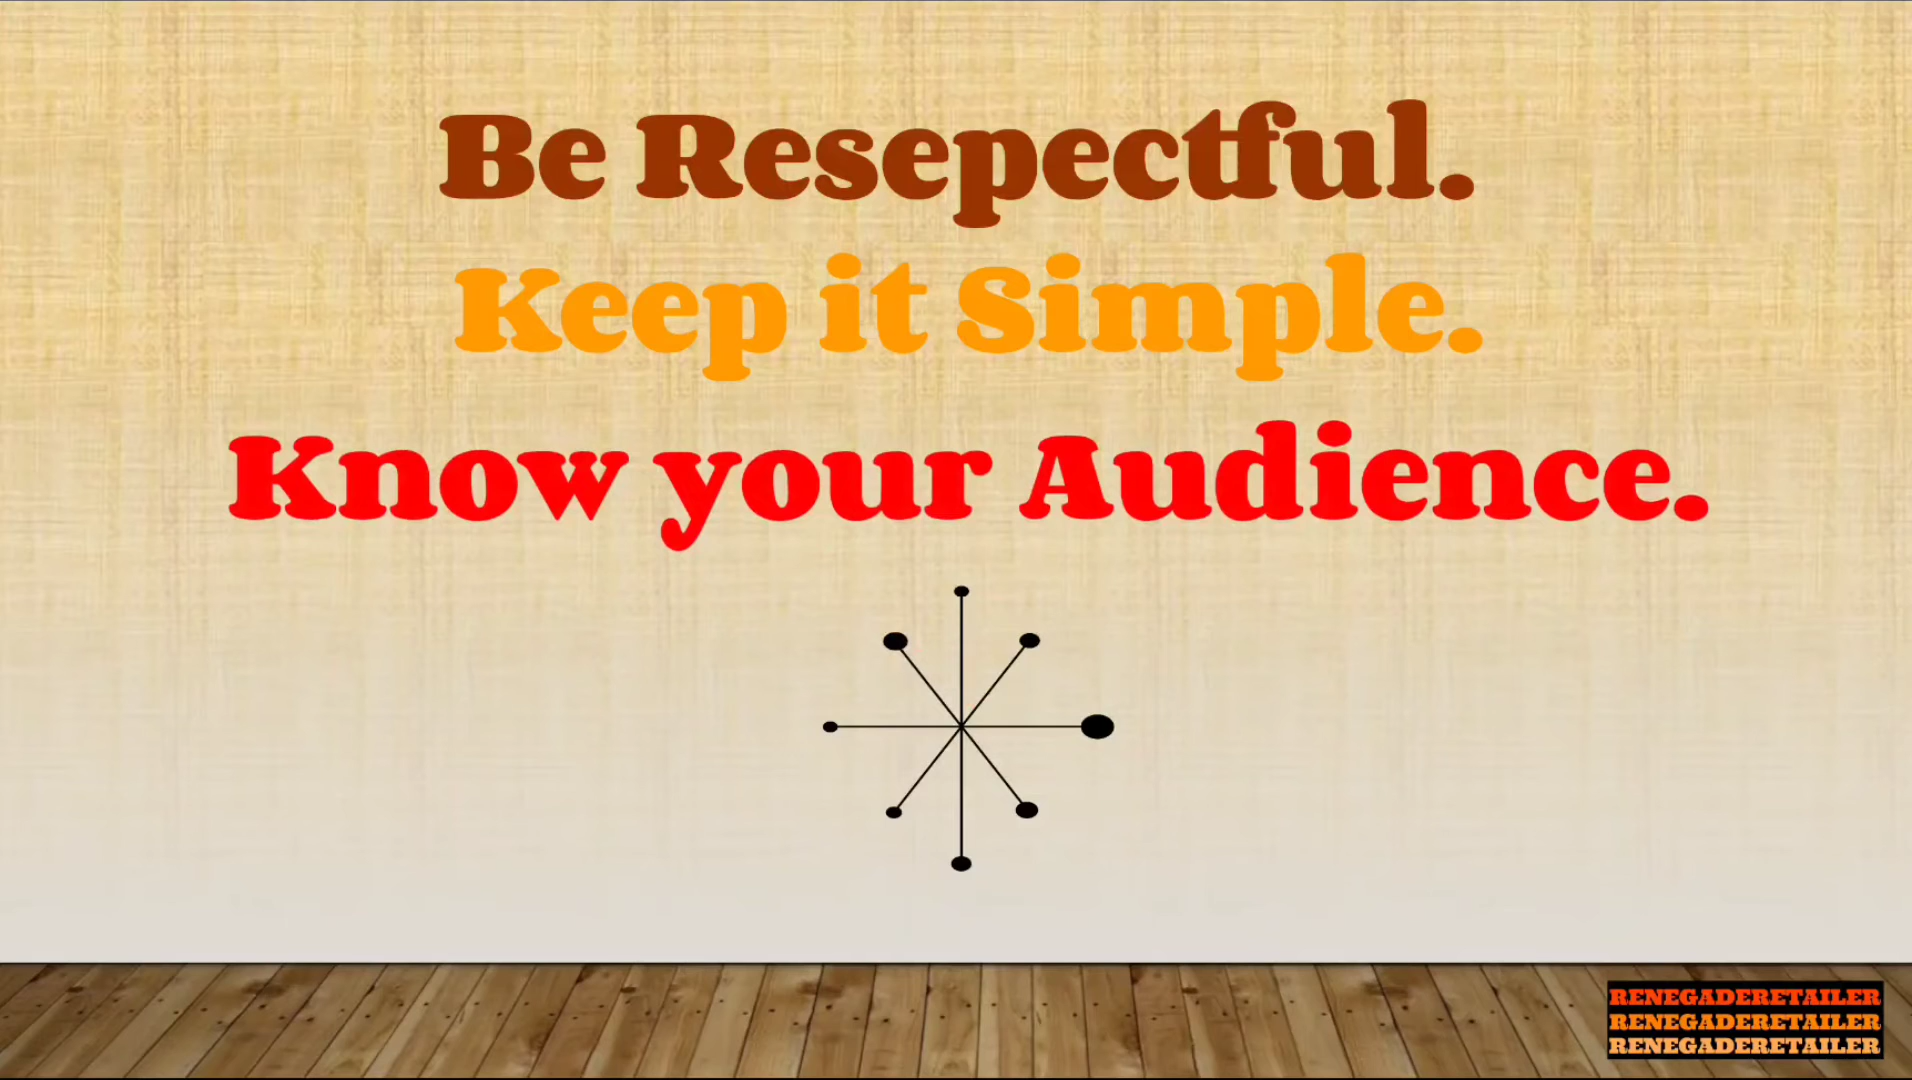 Be Resepectful.
Keep it Simple.
Know your Audience.
RENEGADERETAILER
RENEGADERETAILER
RENEGADERETAILER